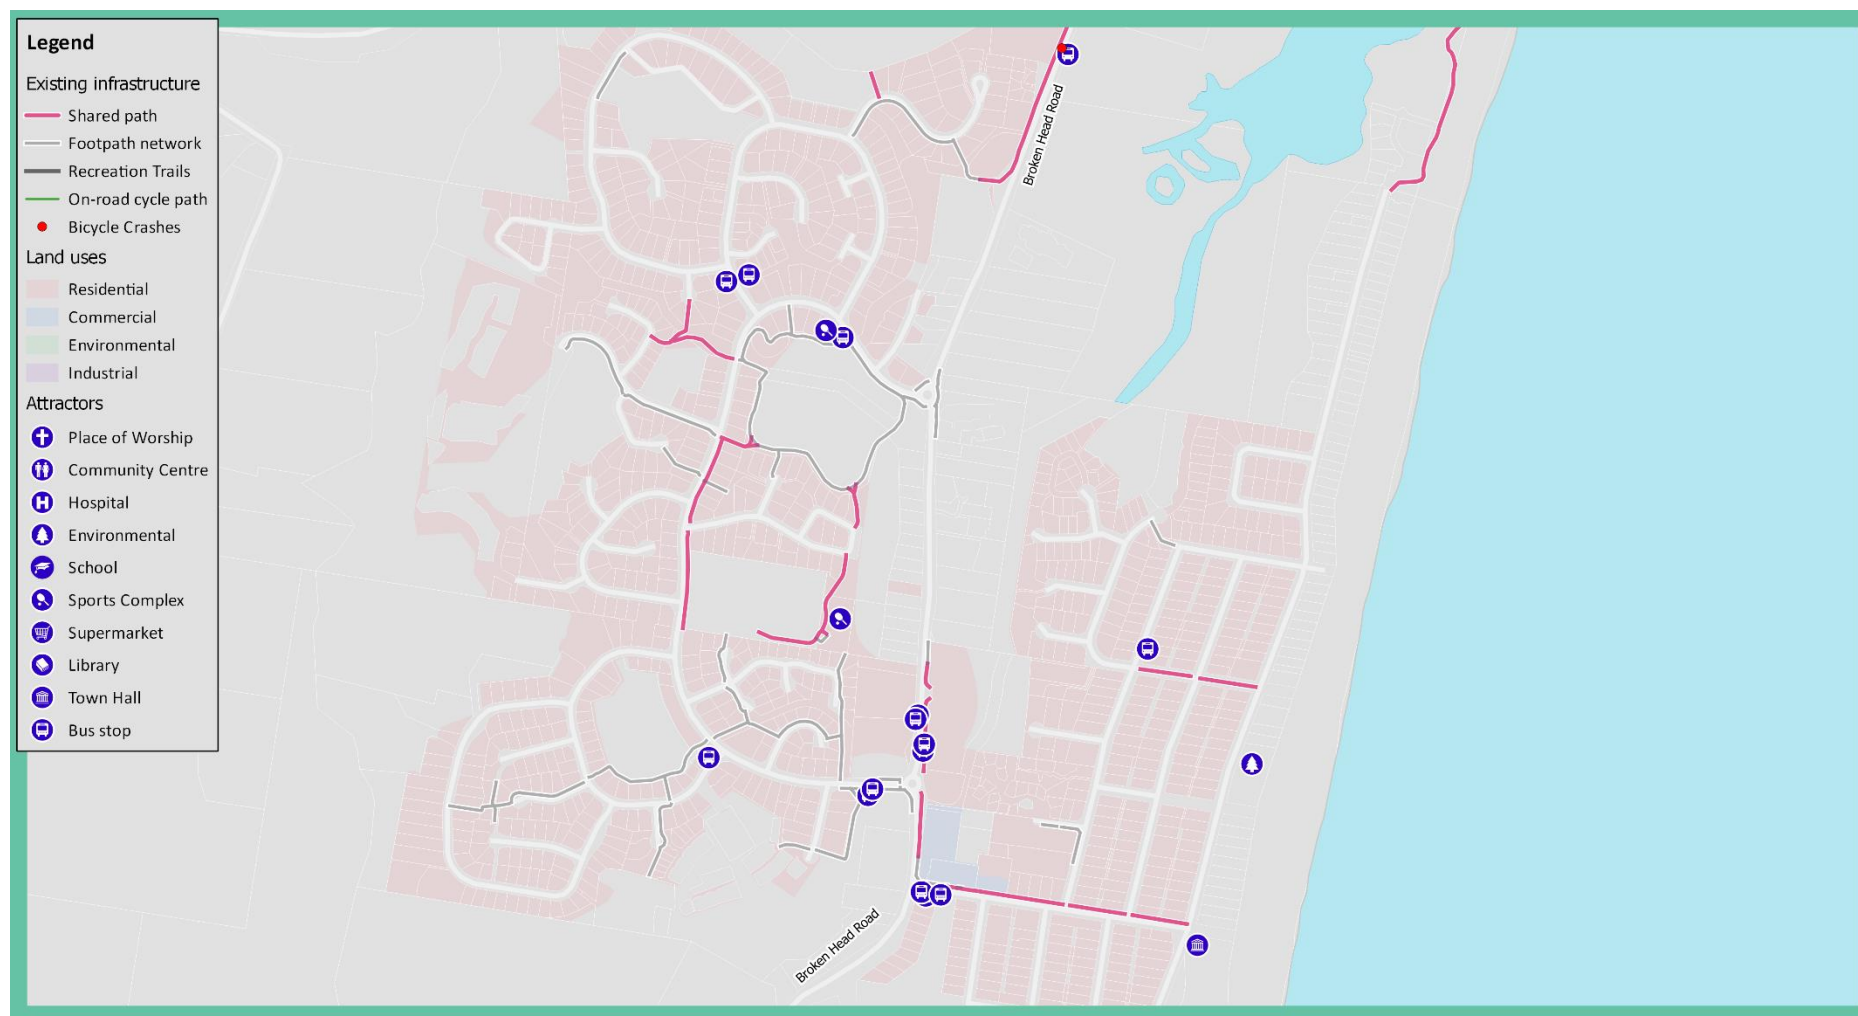 Legend
Existing infrastructure
Shared path
Footpath network
Recreation Trails
On-road cycle path
Bicycle Crashes
Land uses
Residential
Commercial
Environmental
Industrial
Attractors
Place of Worship
Community Centre
H Hospital
Environmental
School
Sports Complex
Supermarket
Library
Town Hall
Bus stop
Broken Head Road
Broken Head Road